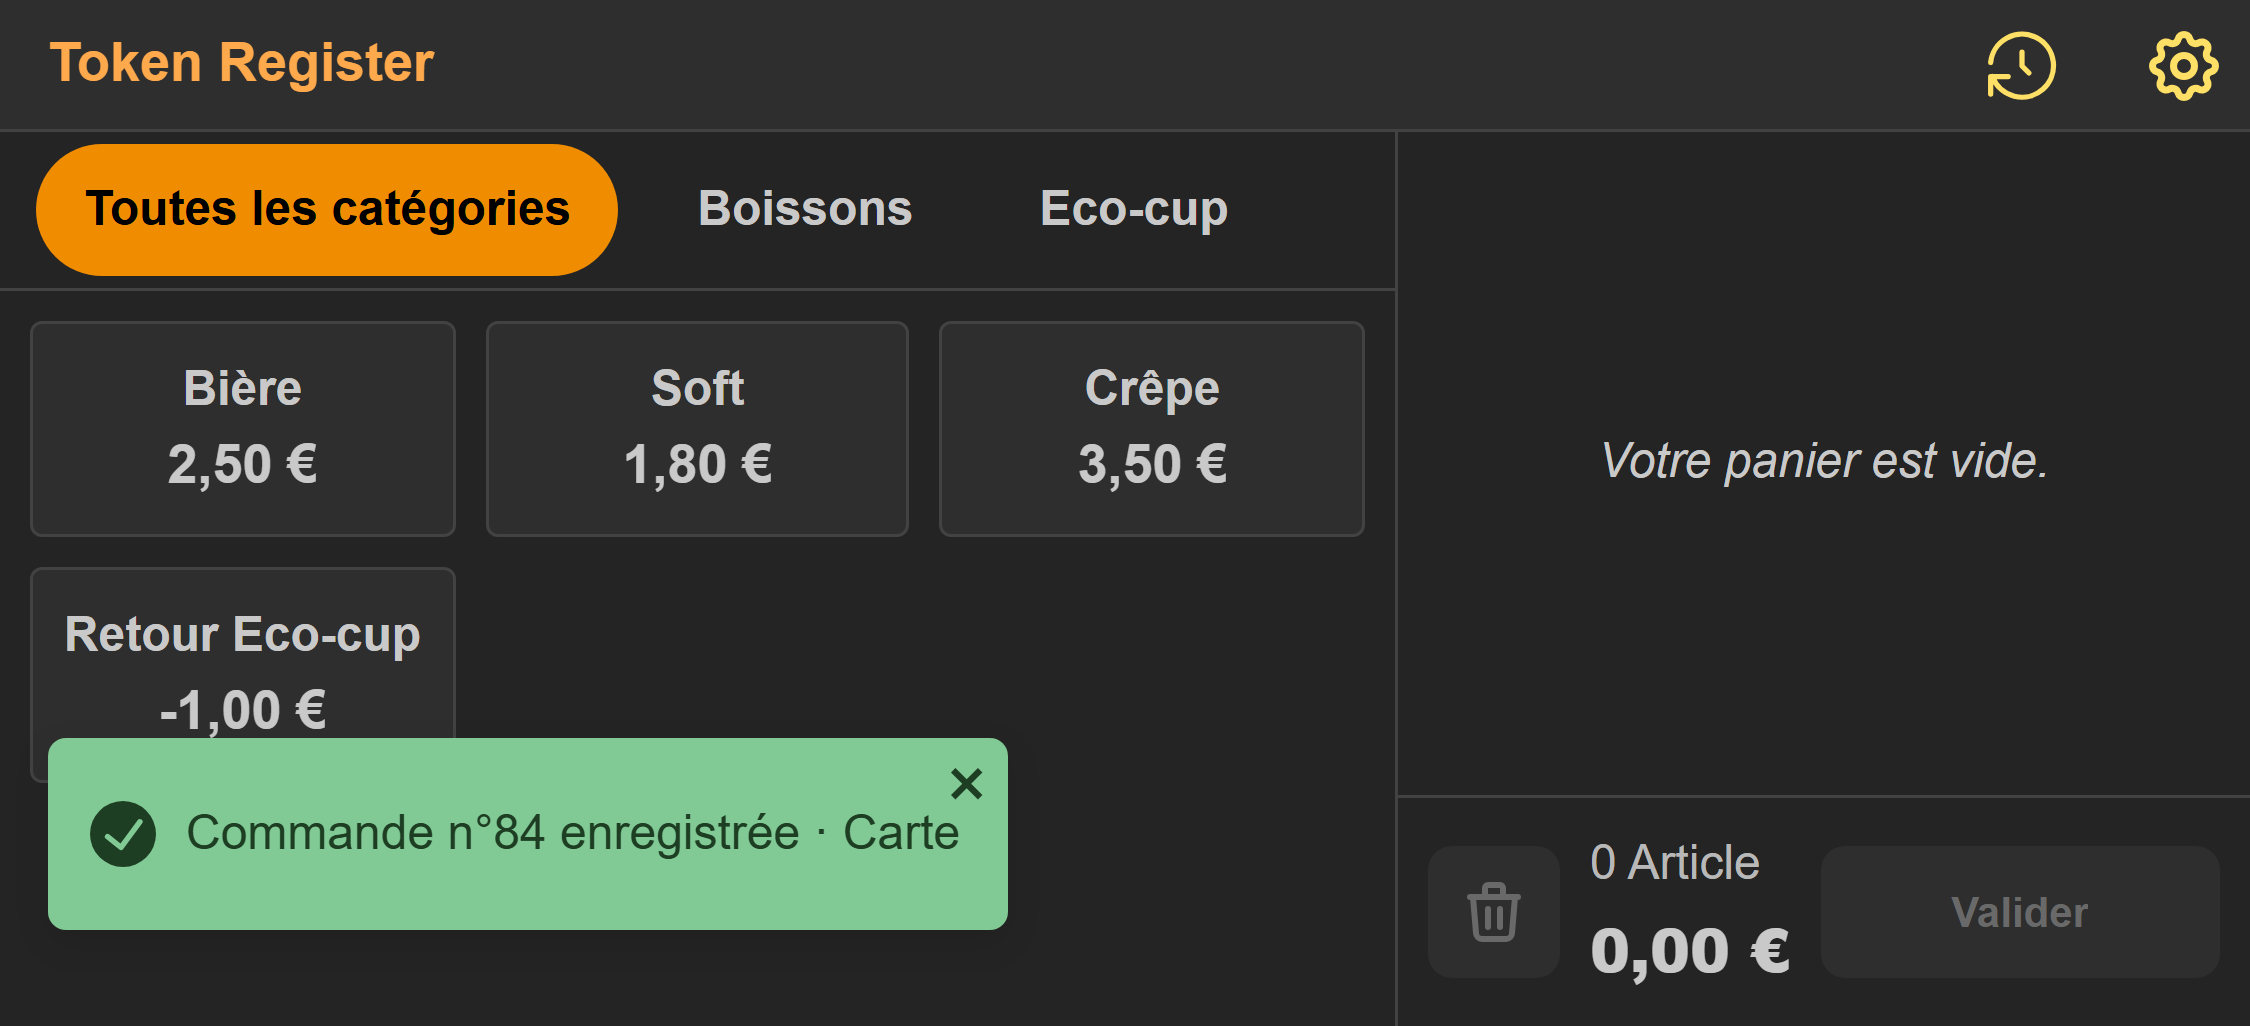 Token Register
Toutes les catégories
Boissons
Eco-cup
Bière
2,50 €
Soft
1,80 €
Crêpe
3,50 €
Retour Eco-cup
-1,00 €
Commande n°84 enregistrée · Carte
Votre panier est vide.
0 Article
0,00 €
Valider